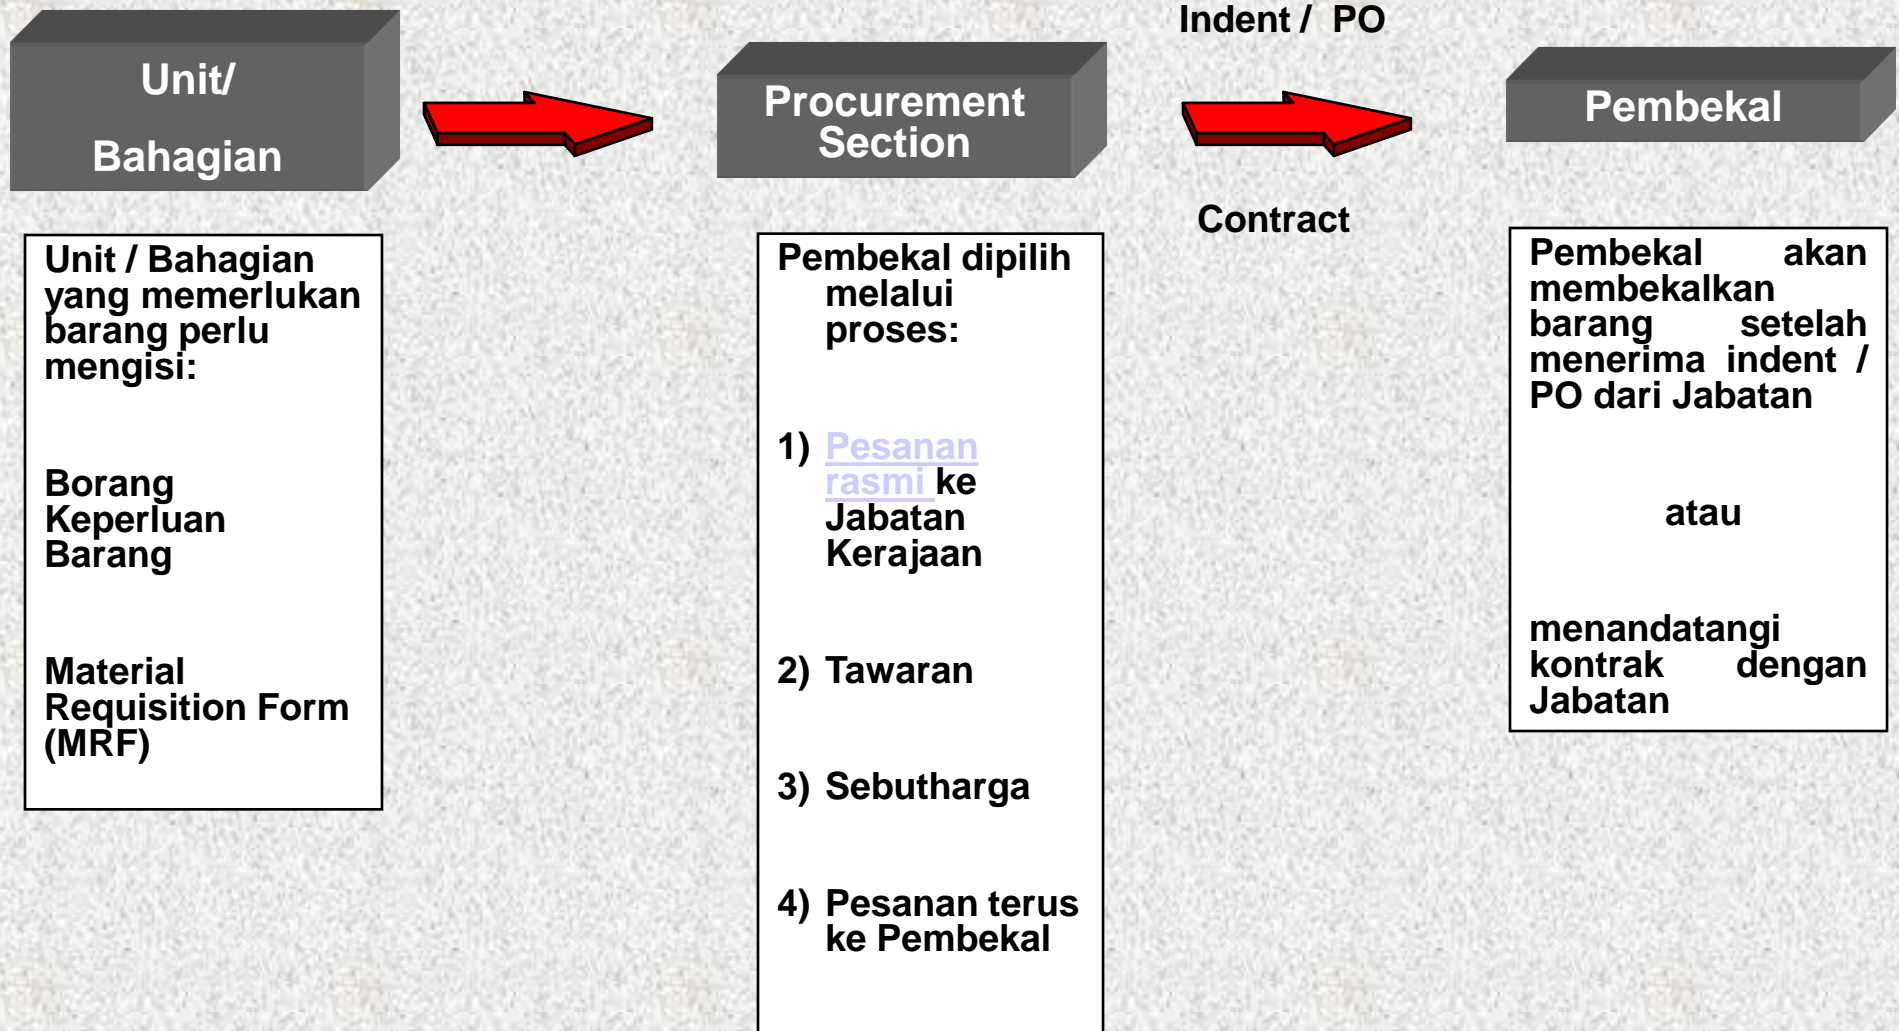 Unit/
Bahagian
Procurement
Section
Indent / PO
Contract
Pembekal
Unit / Bahagian
yang memerlukan
barang perlu
mengisi:
Borang
Keperluan
Barang
Material
Requisition Form
(MRF)
Pembekal dipilih
melalui
proses:
1) Pesanan
rasmi ke
Jabatan
Kerajaan
2) Tawaran
3) Sebutharga
4) Pesanan terus
ke Pembekal
Pembekal akan
membekalkan
barang setelah
menerima indent /
PO dari Jabatan
atau
menandatangi
kontrak dengan
Jabatan